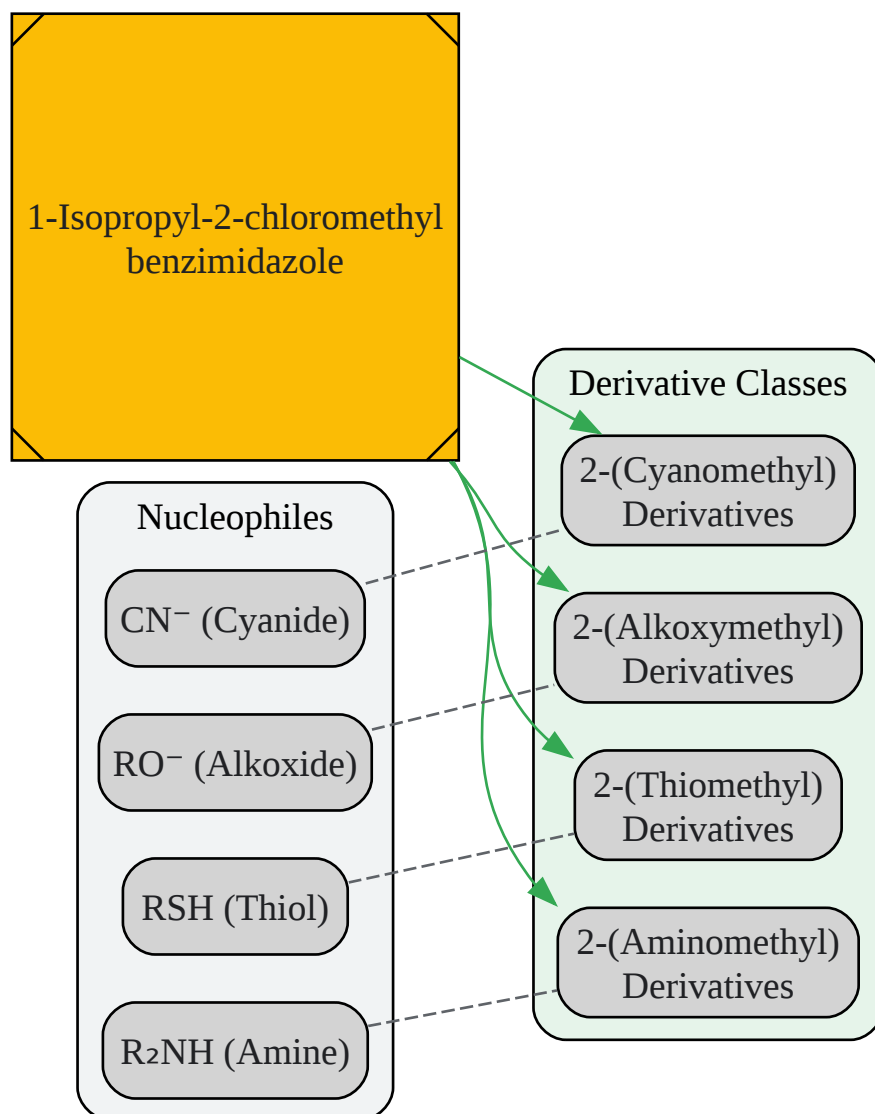 1-Isopropyl-2-chloromethyl
benzimidazole
Nucleophiles
CN⁻ (Cyanide)
RO⁻ (Alkoxide)
RSH (Thiol)
R₂NH (Amine)
Derivative Classes
2-(Cyanomethyl)
Derivatives
2-(Alkoxymethyl)
Derivatives
2-(Thiomethyl)
Derivatives
2-(Aminomethyl)
Derivatives